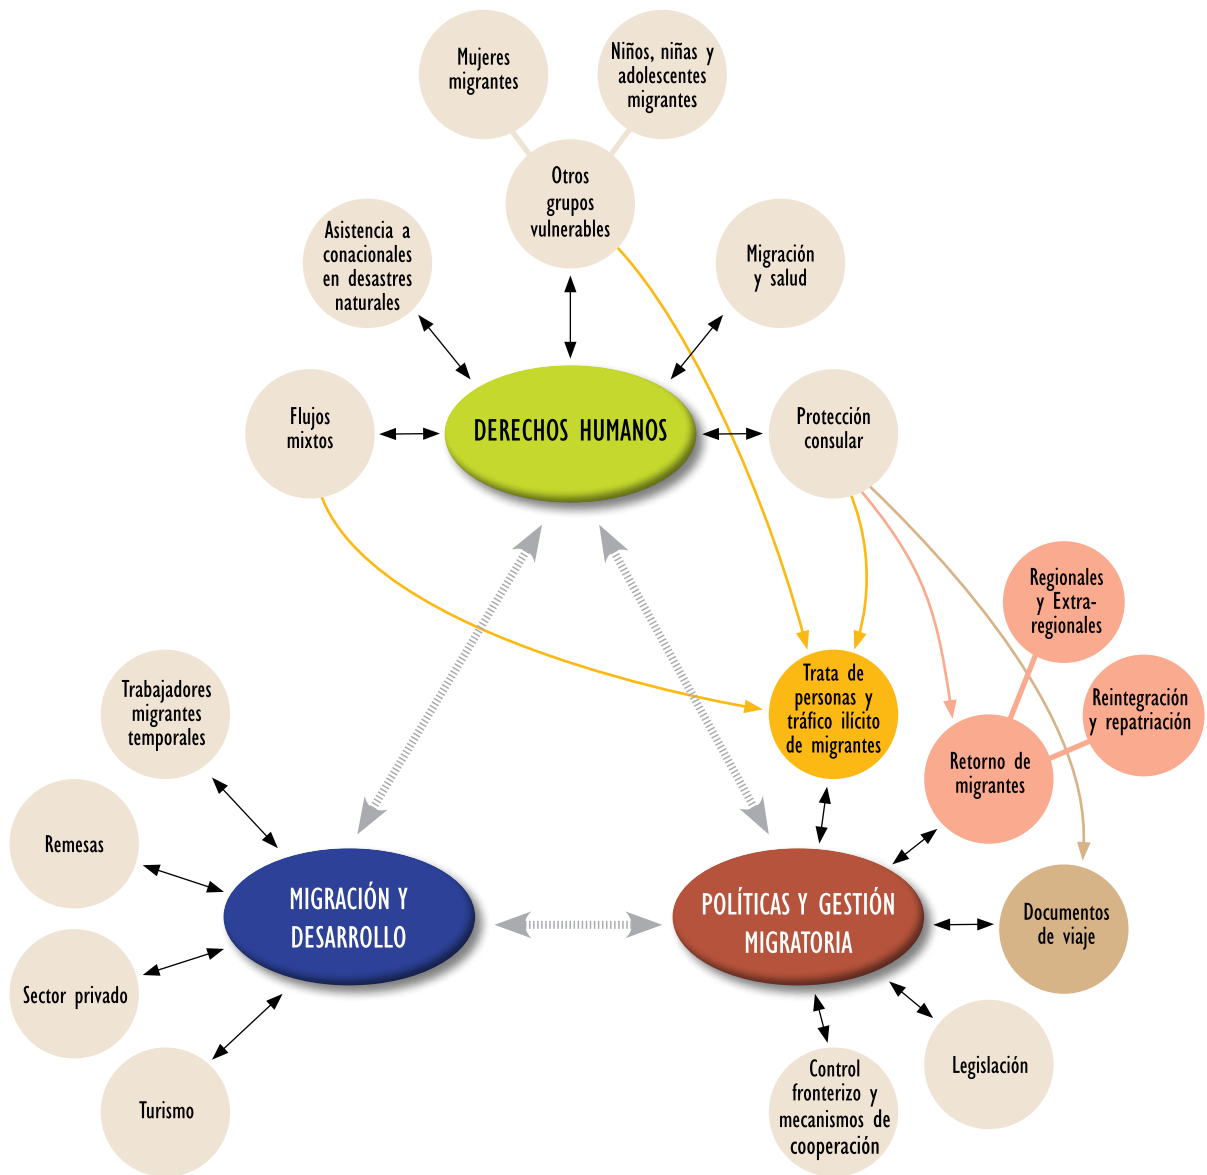 Mujeres
migrantes
Niños, niñas y
adolescentes
migrantes
Otros
grupos
vulnerables
Asistencia a
conacionales
en desastres
naturales
Migración
y salud
Flujos
mixtos
DERECHOS HUMANOS
Protección
consular
Regionales
y Extra-
regionales
Trata de
personas y
tráfico ilícito
de migrantes
Reintegración
y repatriación
Retorno de
migrantes
Trabajadores
migrantes
temporales
Remesas
MIGRACIÓN Y
DESARROLLO
POLÍTICAS Y GESTIÓN
MIGRATORIA
Documentos
de viaje
Sector privado
Legislación
Turismo
Control
fronterizo y
mecanismos de
cooperación